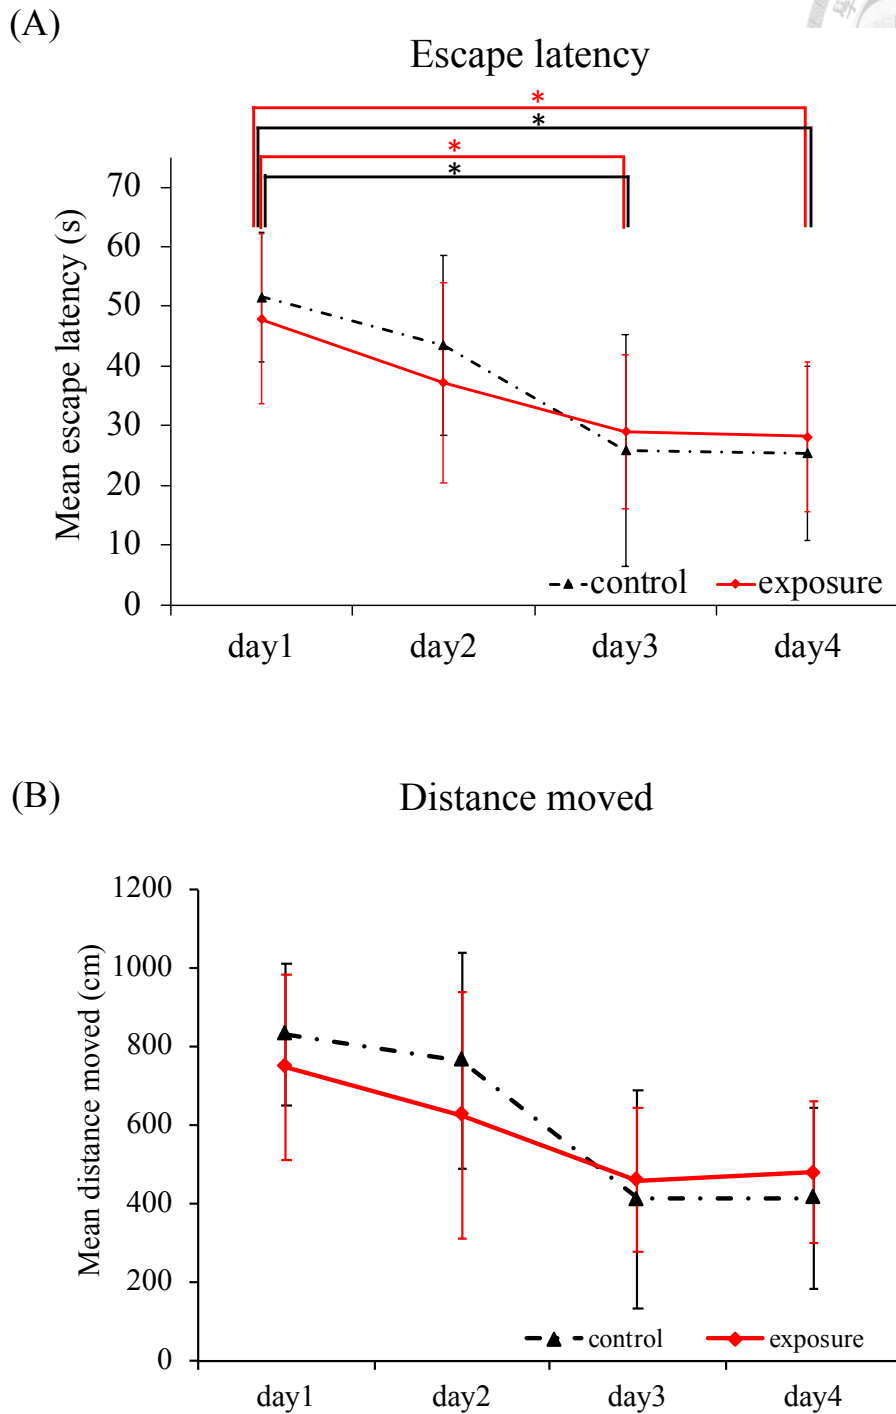 (A)
Escape latency
*
*
*
*
Mean escape latency (s)
70
60
50
40
30
20
10
0
control exposure
day1 day2 day3 day4
(B)
Distance moved
Mean distance moved (cm)
1200
1000
800
600
400
200
0
control exposure
day1 day2 day3 day4